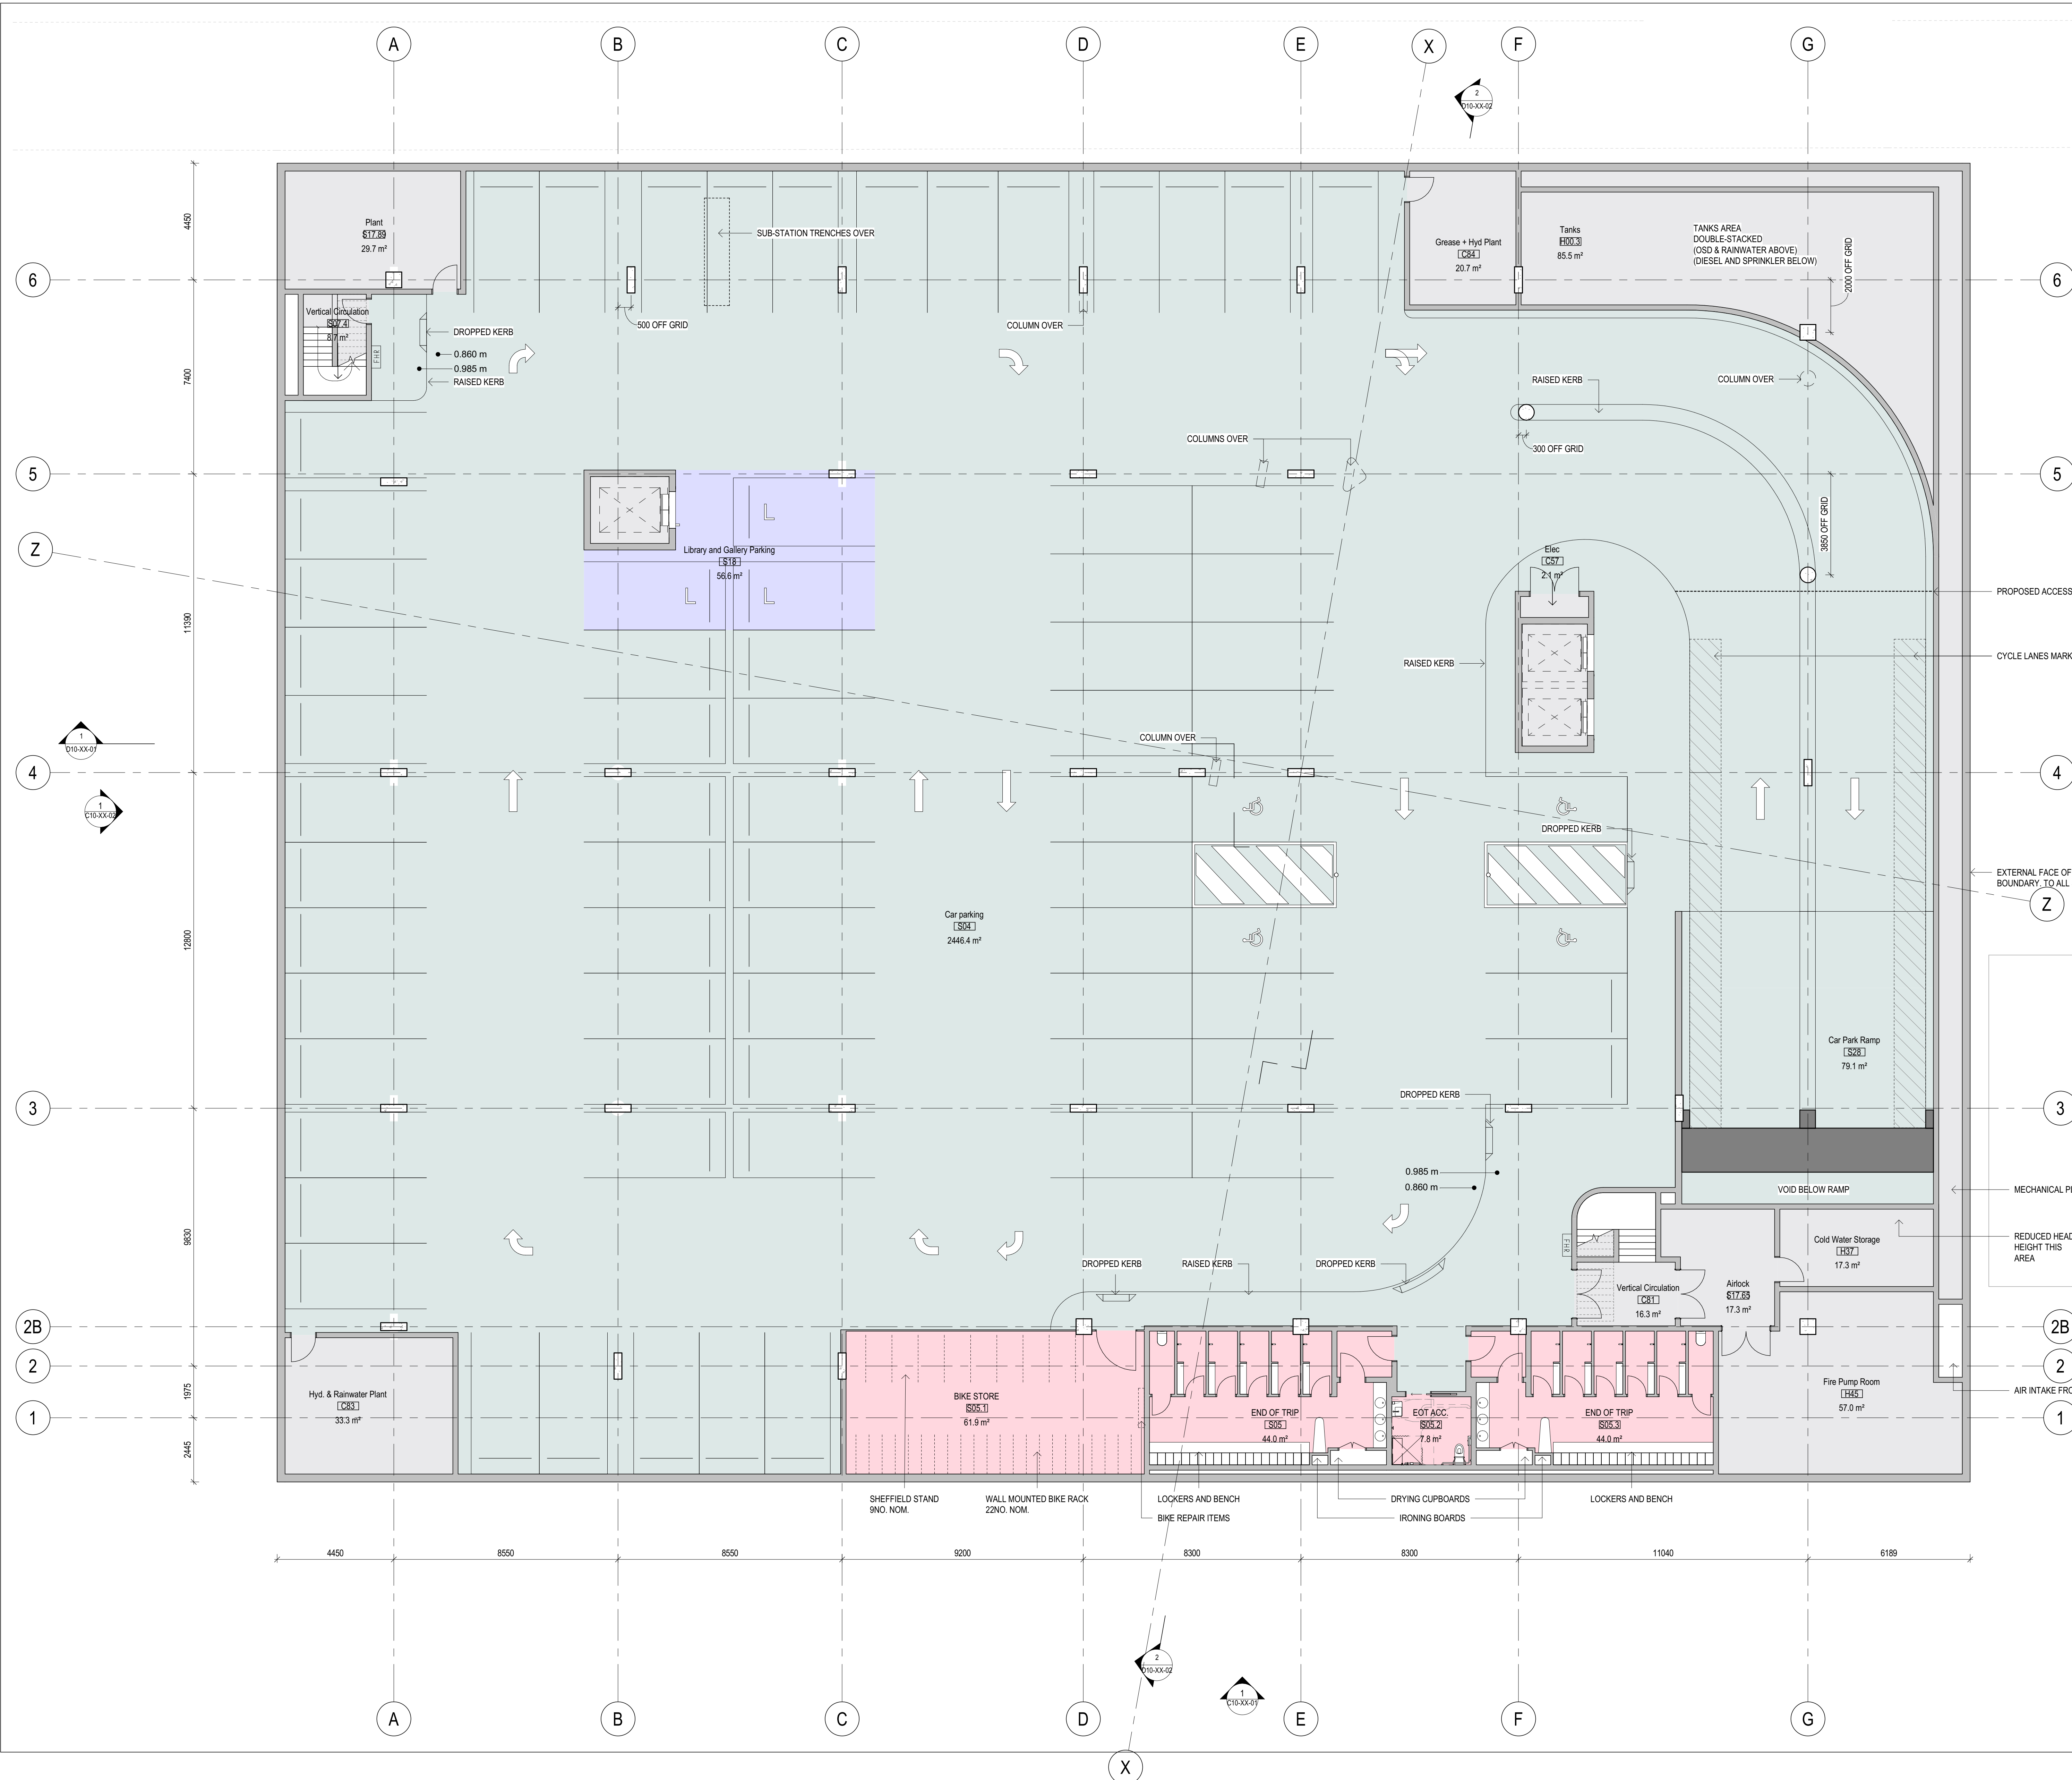 A
B
C
D
E
X
F
G
2
D10-XX-02
4450
Plant
S17.89
29.7 m²
SUB-STATION TRENCHES OVER
Grease + Hyd Plant
C84
20.7 m²
Tanks
H00.3
85.5 m²
TANKS AREA
DOUBLE-STACKED
(OSD & RAINWATER ABOVE)
(DIESEL AND SPRINKLER BELOW)
2000 OFF GRID
6
6
Vertical Circulation
S07.4
8.7 m²
FHR
DROPPED KERB
0.860 m
0.985 m
RAISED KERB
500 OFF GRID
COLUMN OVER
7400
RAISED KERB
COLUMN OVER
COLUMNS OVER
300 OFF GRID
5
5
3850 OFF GRID
L
Library and Gallery Parking
S18
56.6 m²
L
L
Z
Elec
C57
2.1 m²
PROPOSED ACCESS
11390
RAISED KERB
CYCLE LANES MARK
1
D10-XX-01
COLUMN OVER
4
4
1
C10-XX-02
DROPPED KERB
EXTERNAL FACE OF
BOUNDARY. TO ALL
Z
12800
Car parking
S04
2446.4 m²
Car Park Ramp
S28
79.1 m²
DROPPED KERB
3
3
0.985 m
0.860 m
VOID BELOW RAMP
9830
FHR
Cold Water Storage
H37
17.3 m²
REDUCED HEAD
HEIGHT THIS
AREA
DROPPED KERB
RAISED KERB
DROPPED KERB
Vertical Circulation
C81
16.3 m²
Airlock
S17.65
17.3 m²
2B
2B
2
2
1975
Hyd. & Rainwater Plant
C83
33.3 m²
BIKE STORE
S05.1
61.9 m²
END OF TRIP
S05
44.0 m²
EOT ACC.
S05.2
7.8 m²
END OF TRIP
S05.3
44.0 m²
Fire Pump Room
H45
57.0 m²
AIR INTAKE FRO
1
1
2445
SHEFFIELD STAND
9NO. NOM.
WALL MOUNTED BIKE RACK
22NO. NOM.
LOCKERS AND BENCH
BIKE REPAIR ITEMS
DRYING CUPBOARDS
IRONING BOARDS
LOCKERS AND BENCH
4450
8550
8550
9200
8300
8300
11040
6189
2
D10-XX-02
1
C10-XX-01
A
B
C
D
E
F
G
X